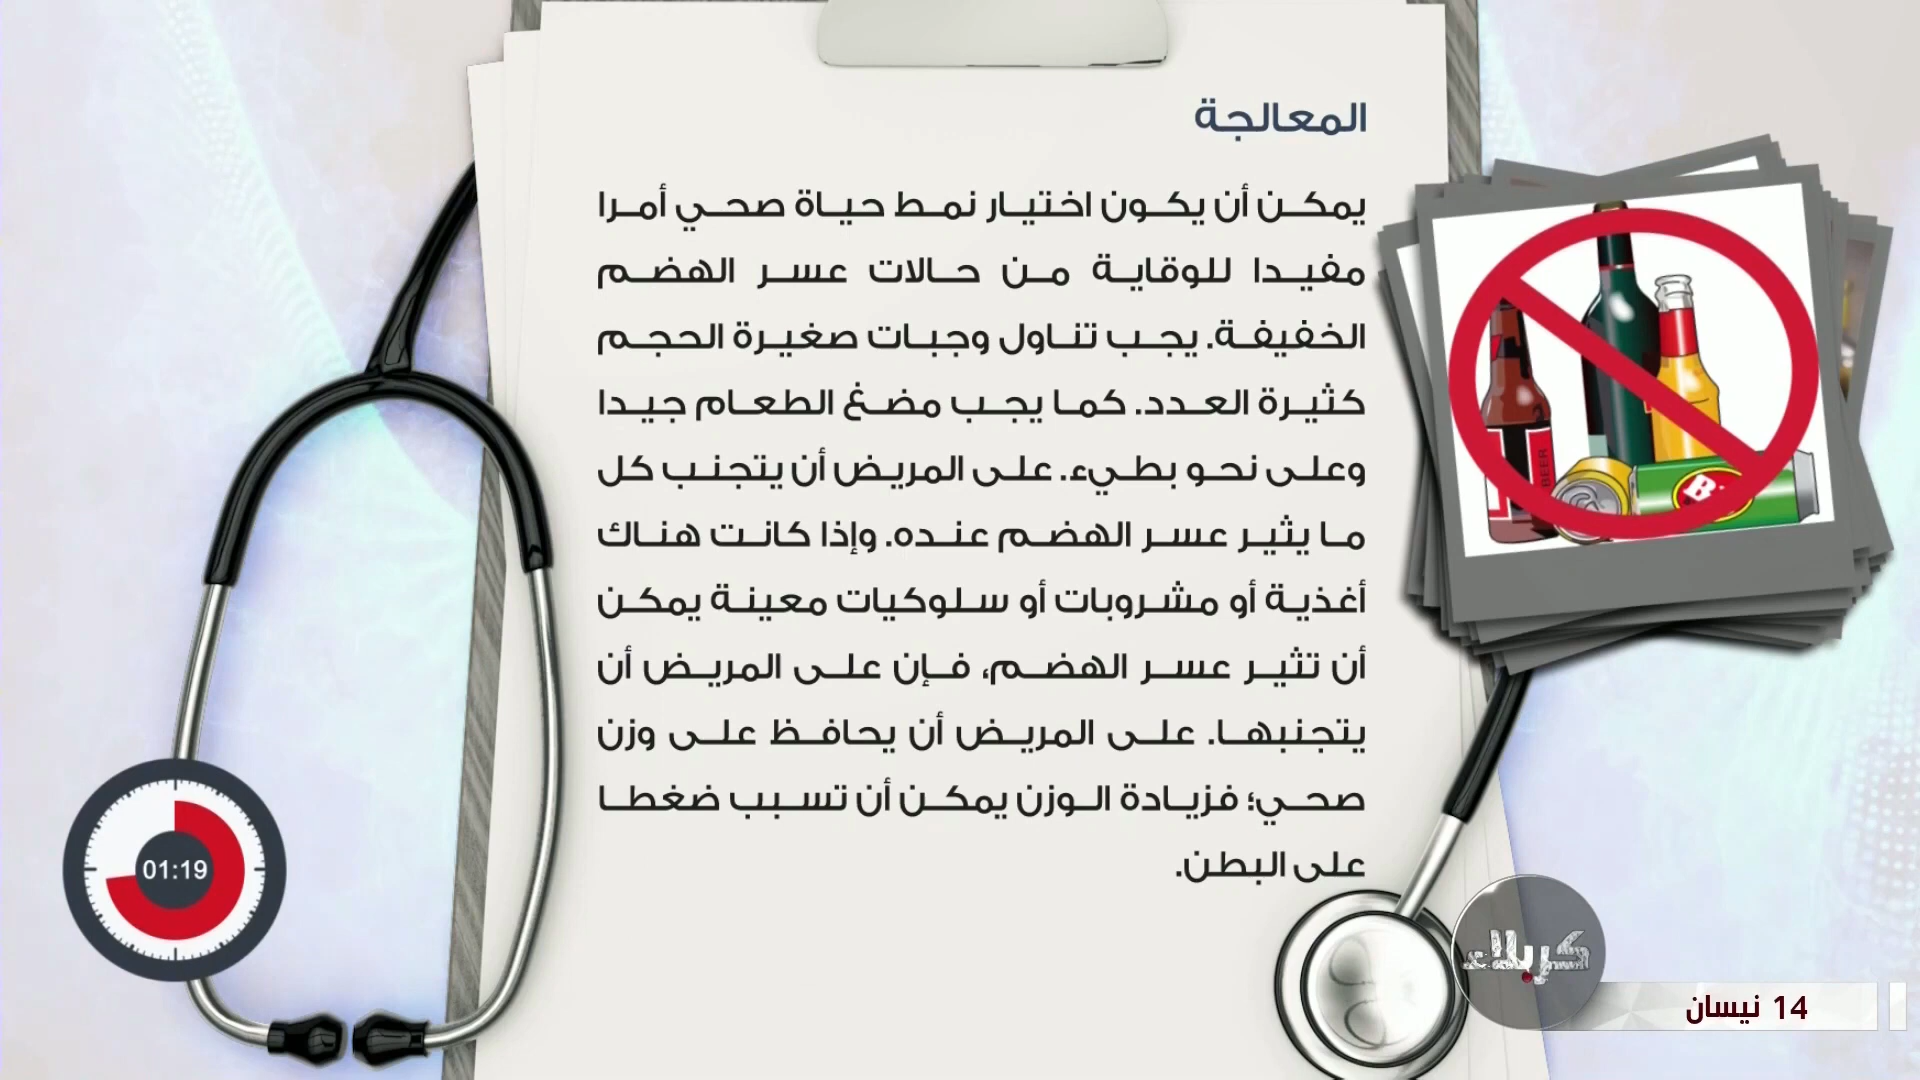 المعالجة
يمكن أن يكون اختيار نمط حياة صحي أمرا
مفيدا للوقاية من حالات عسر الهضم
الخفيفة. يجب تناول وجبات صغيرة الحجم
كثيرة العدد. كما يجب مضغ الطعام جيدا
وعلى نحو بطيء. على المريض أن يتجنب كل
ما يثير عسر الهضم عنده. وإذا كانت هناك
أغذية أو مشروبات أو سلوكيات معينة يمكن
أن تثير عسر الهضم، فإن على المريض أن
يتجنبها. على المريض أن يحافظ على وزن
صحي؛ فزيادة الوزن يمكن أن تسبب ضغطا
على البطن.
BEER
01:19
كربلاء
14 نيسان